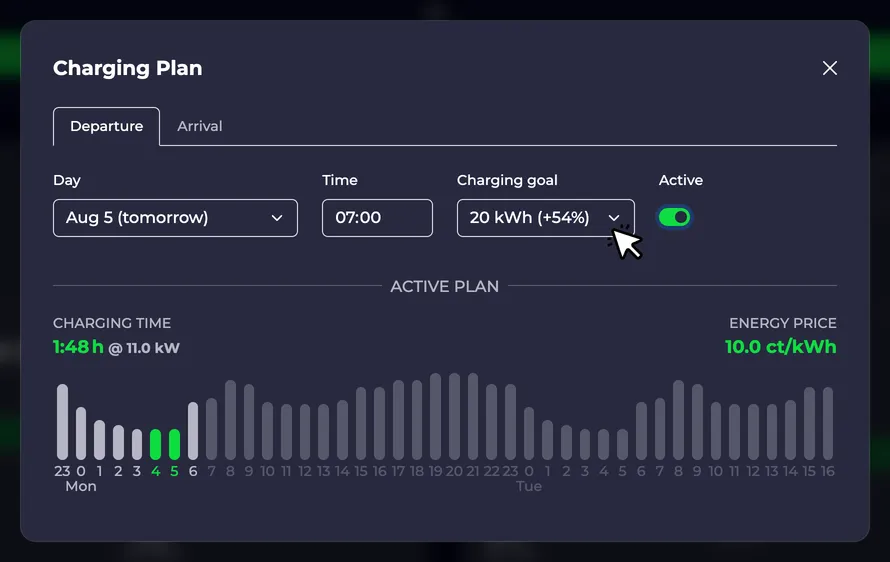 Charging Plan
Departure Arrival
Day Time Charging goal Active
Aug 5 (tomorrow) 07:00 20 kWh (+54%)
ACTIVE PLAN
CHARGING TIME ENERGY PRICE
1:48 h @ 11.0 kW 10.0 ct/kWh
23 0 1 2 3 4 5 6 7 8 9 10 11 12 13 14 15 16 17 18 19 20 21 22 23 0 1 2 3 4 5 6 7 8 9 10 11 12 13 14 15 16
Mon Tue